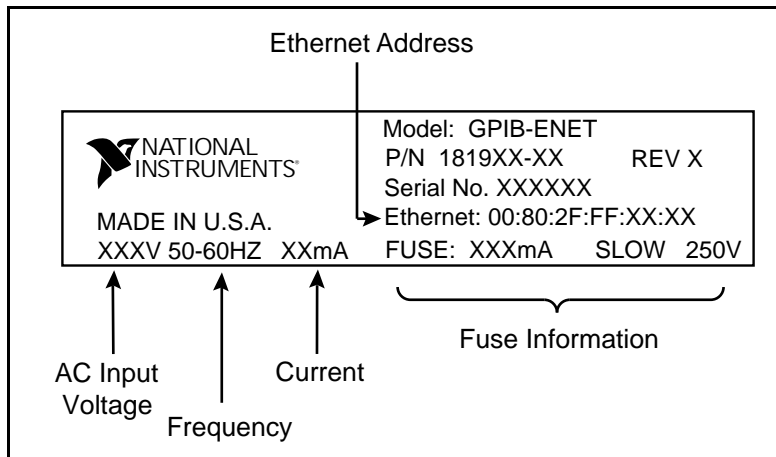 Ethernet Address
NATIONAL
INSTRUMENTS®
MADE IN U.S.A.
XXXV 50-60HZ XXmA
Model: GPIB-ENET
P/N 1819XX-XX REV X
Serial No. XXXXXX
Ethernet: 00:80:2F:FF:XX:XX
FUSE: XXXmA SLOW 250V
AC Input
Voltage
Frequency
Current
Fuse Information